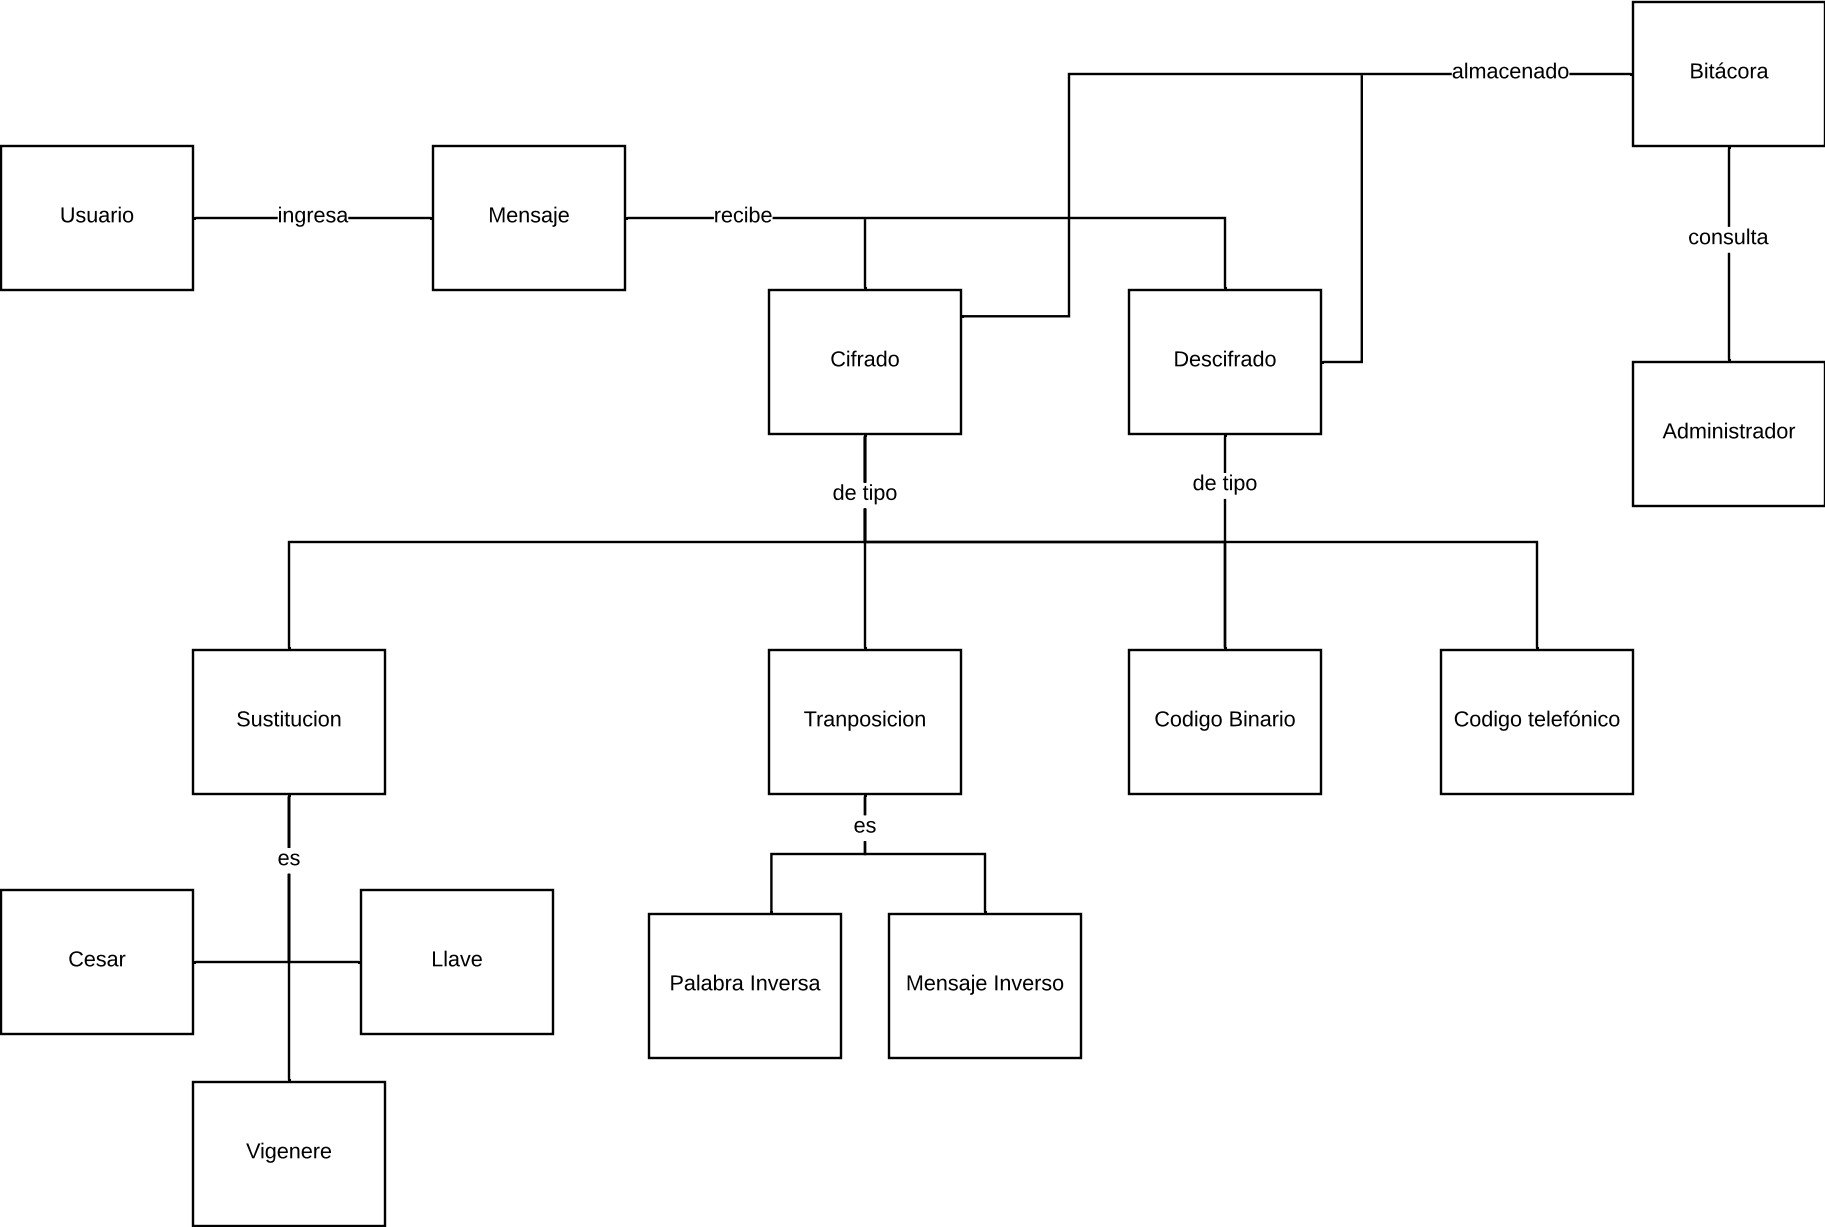 almacenado
Bitácora
Usuario
ingresa
Mensaje
recibe
consulta
Cifrado
Descifrado
Administrador
de tipo
de tipo
Sustitucion
Tranposicion
Codigo Binario
Codigo telefónico
es
es
Cesar
Llave
Palabra Inversa
Mensaje Inverso
Vigenere